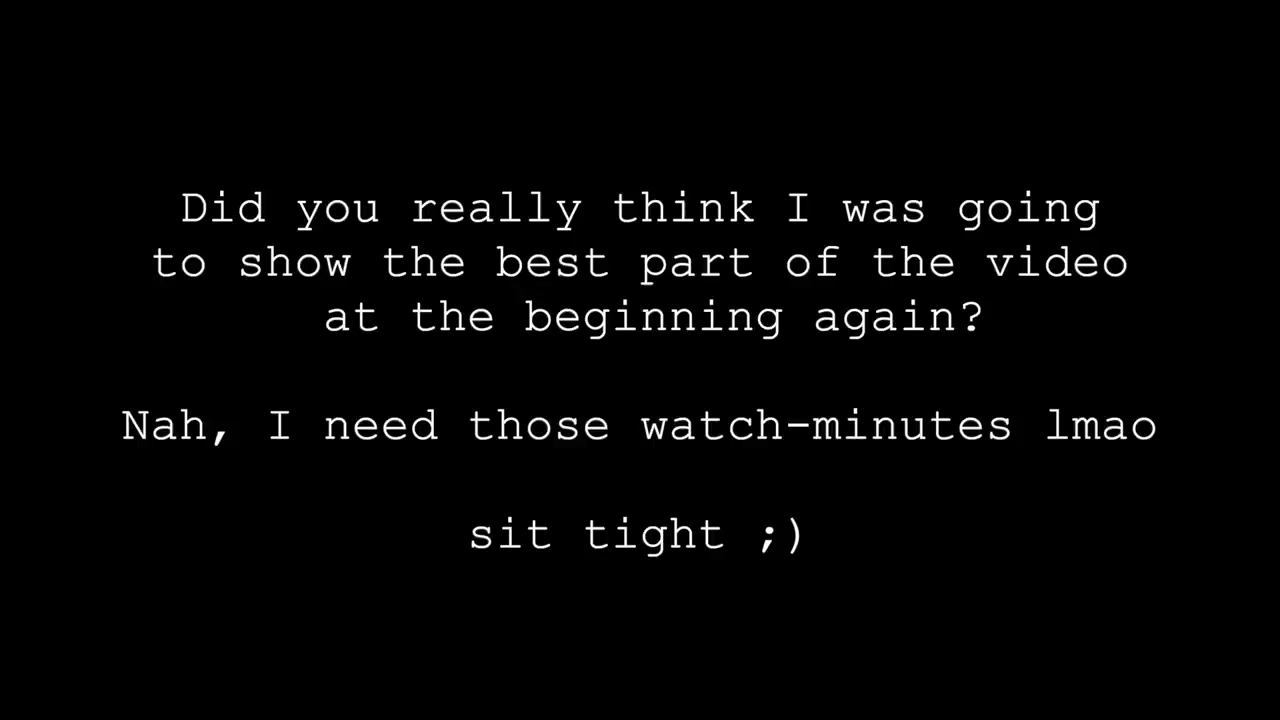 Did you really think I was going
to show the best part of the video
at the beginning again?
Nah, I need those watch-minutes lmao
sit tight ;)